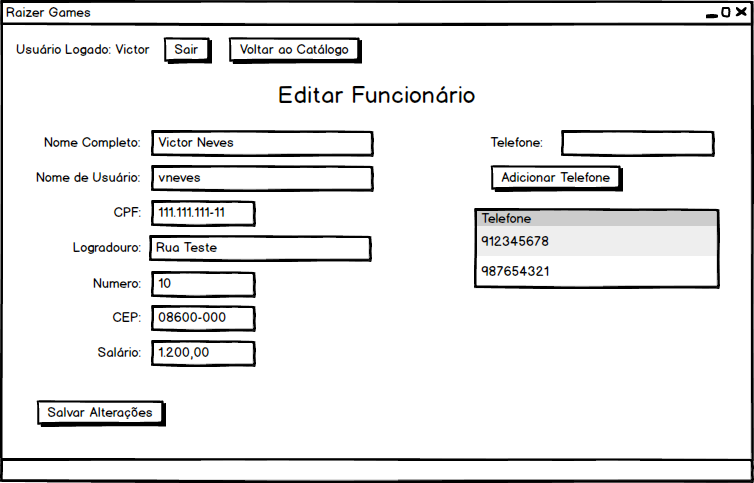 Raizer Games
Usuário Logado: Victor Sair Voltar ao Catálogo
Editar Funcionário
Nome Completo: Victor Neves
Nome de Usuário: vneves
CPF: 111.111.111-11
Logradouro: Rua Teste
Numero: 10
CEP: 08600-000
Salário: 1.200,00
Salvar Alterações
Telefone:
Adicionar Telefone
Telefone
912345678
987654321